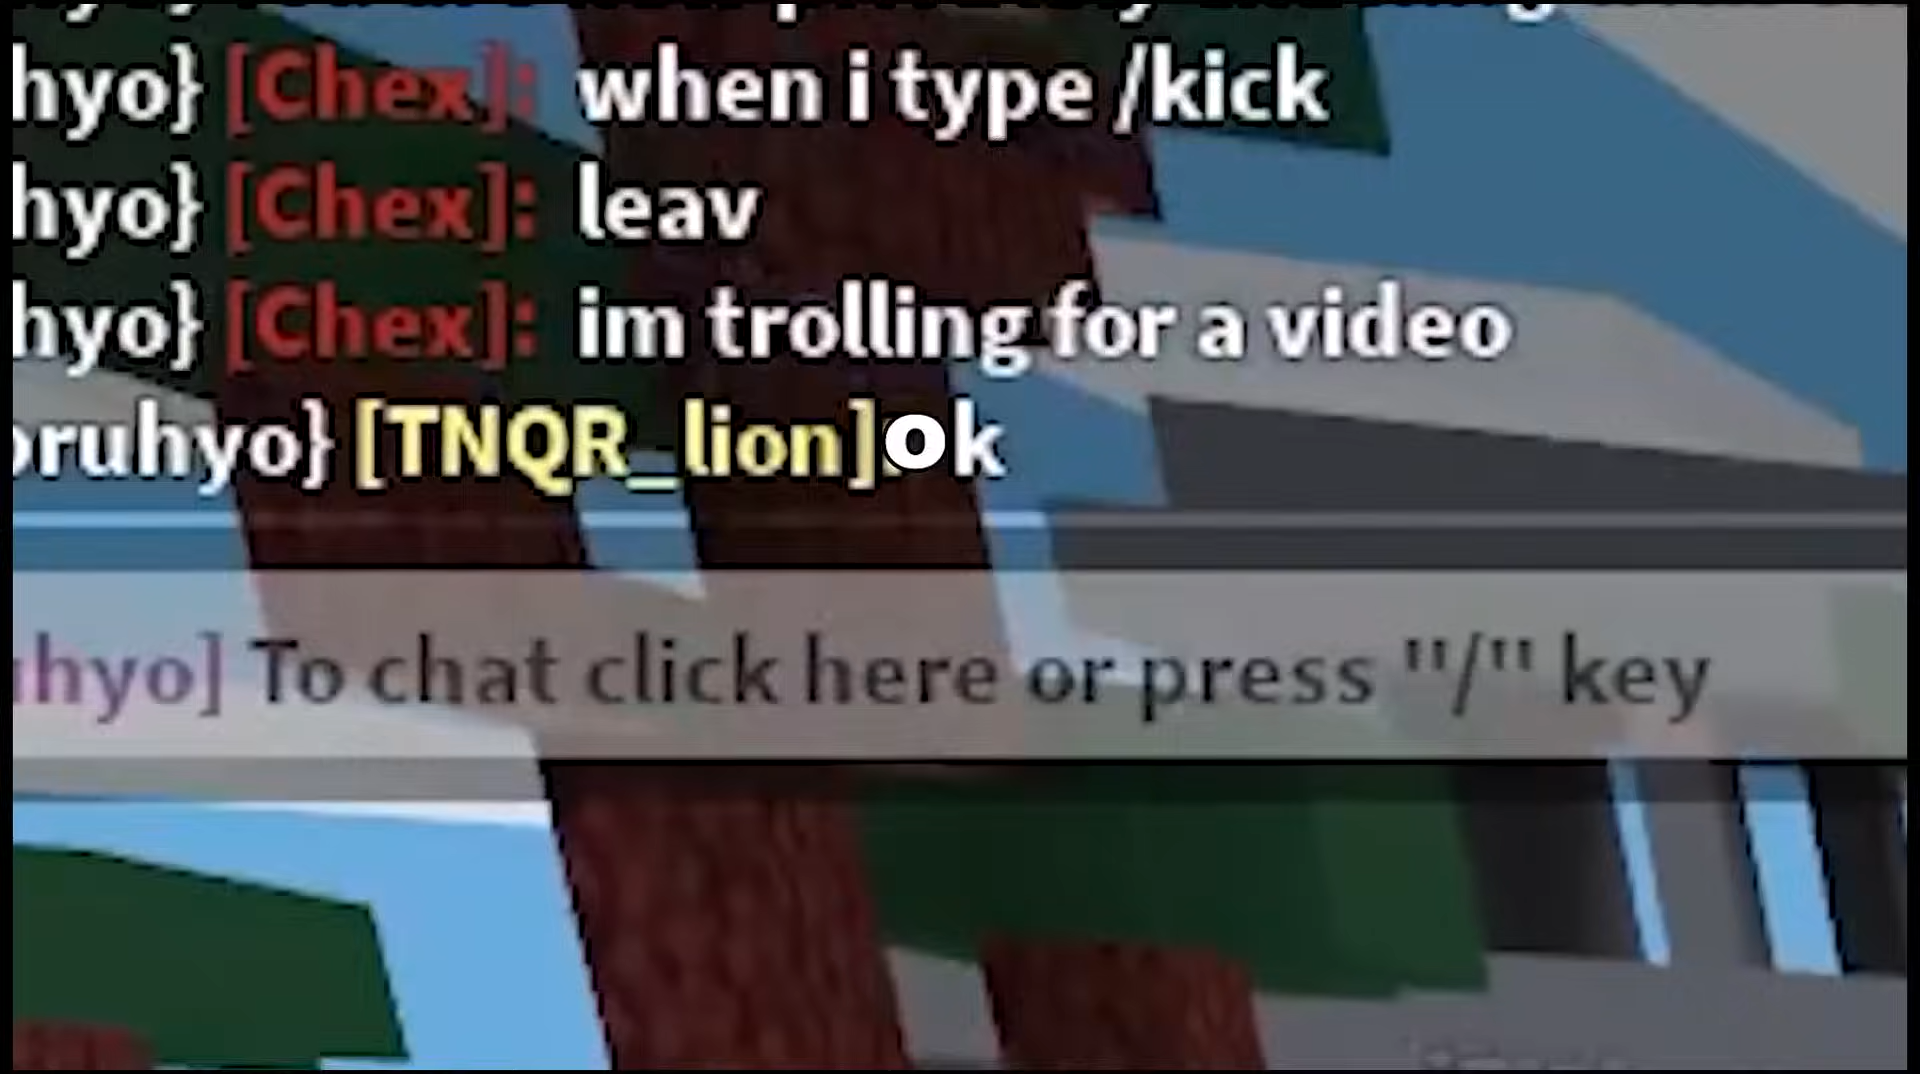 hyo} [Chex]: when i type /kick
hyo} [Chex]: leav
hyo} [Chex]: im trolling for a video
oruhyo} [TNQR_lion]: ok
uhyo] To chat click here or press "/" key